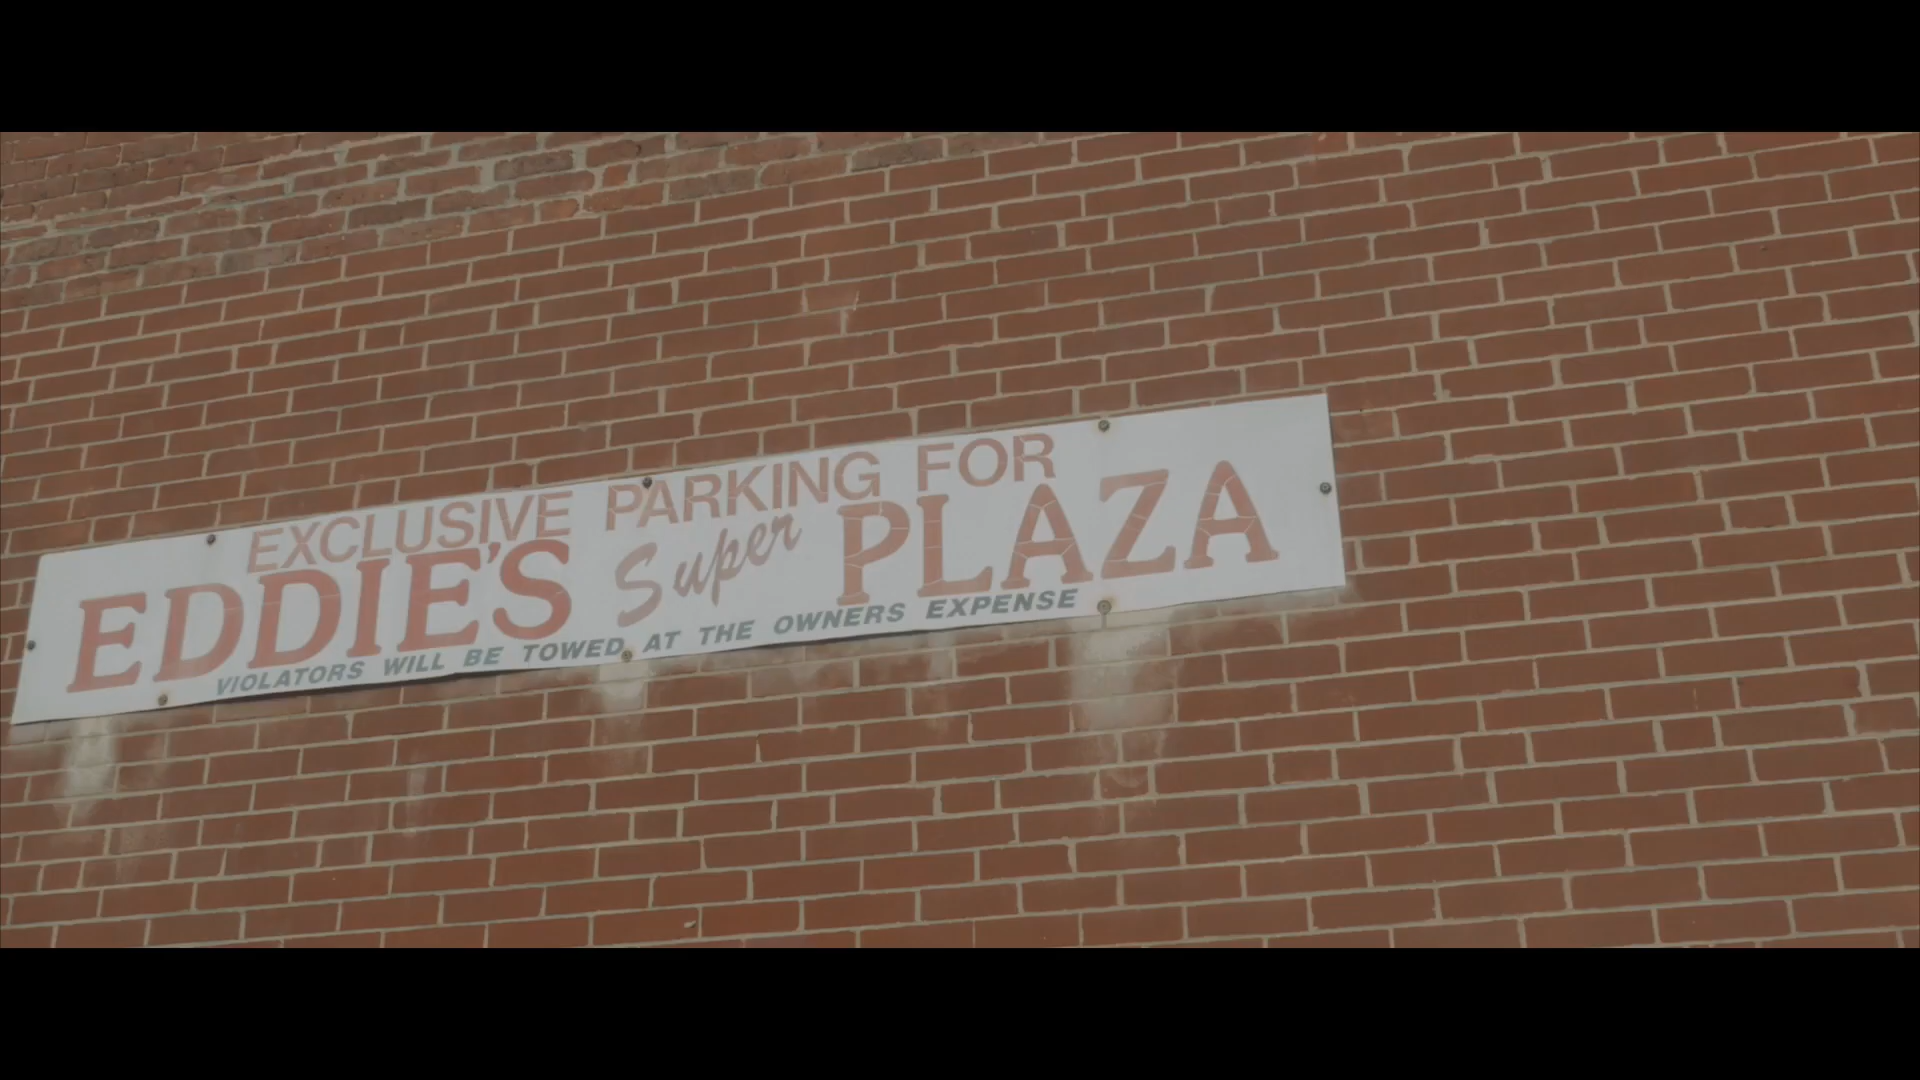 EXCLUSIVE PARKING FOR
EDDIE'S Super PLAZA
VIOLATORS WILL BE TOWED AT THE OWNERS EXPENSE